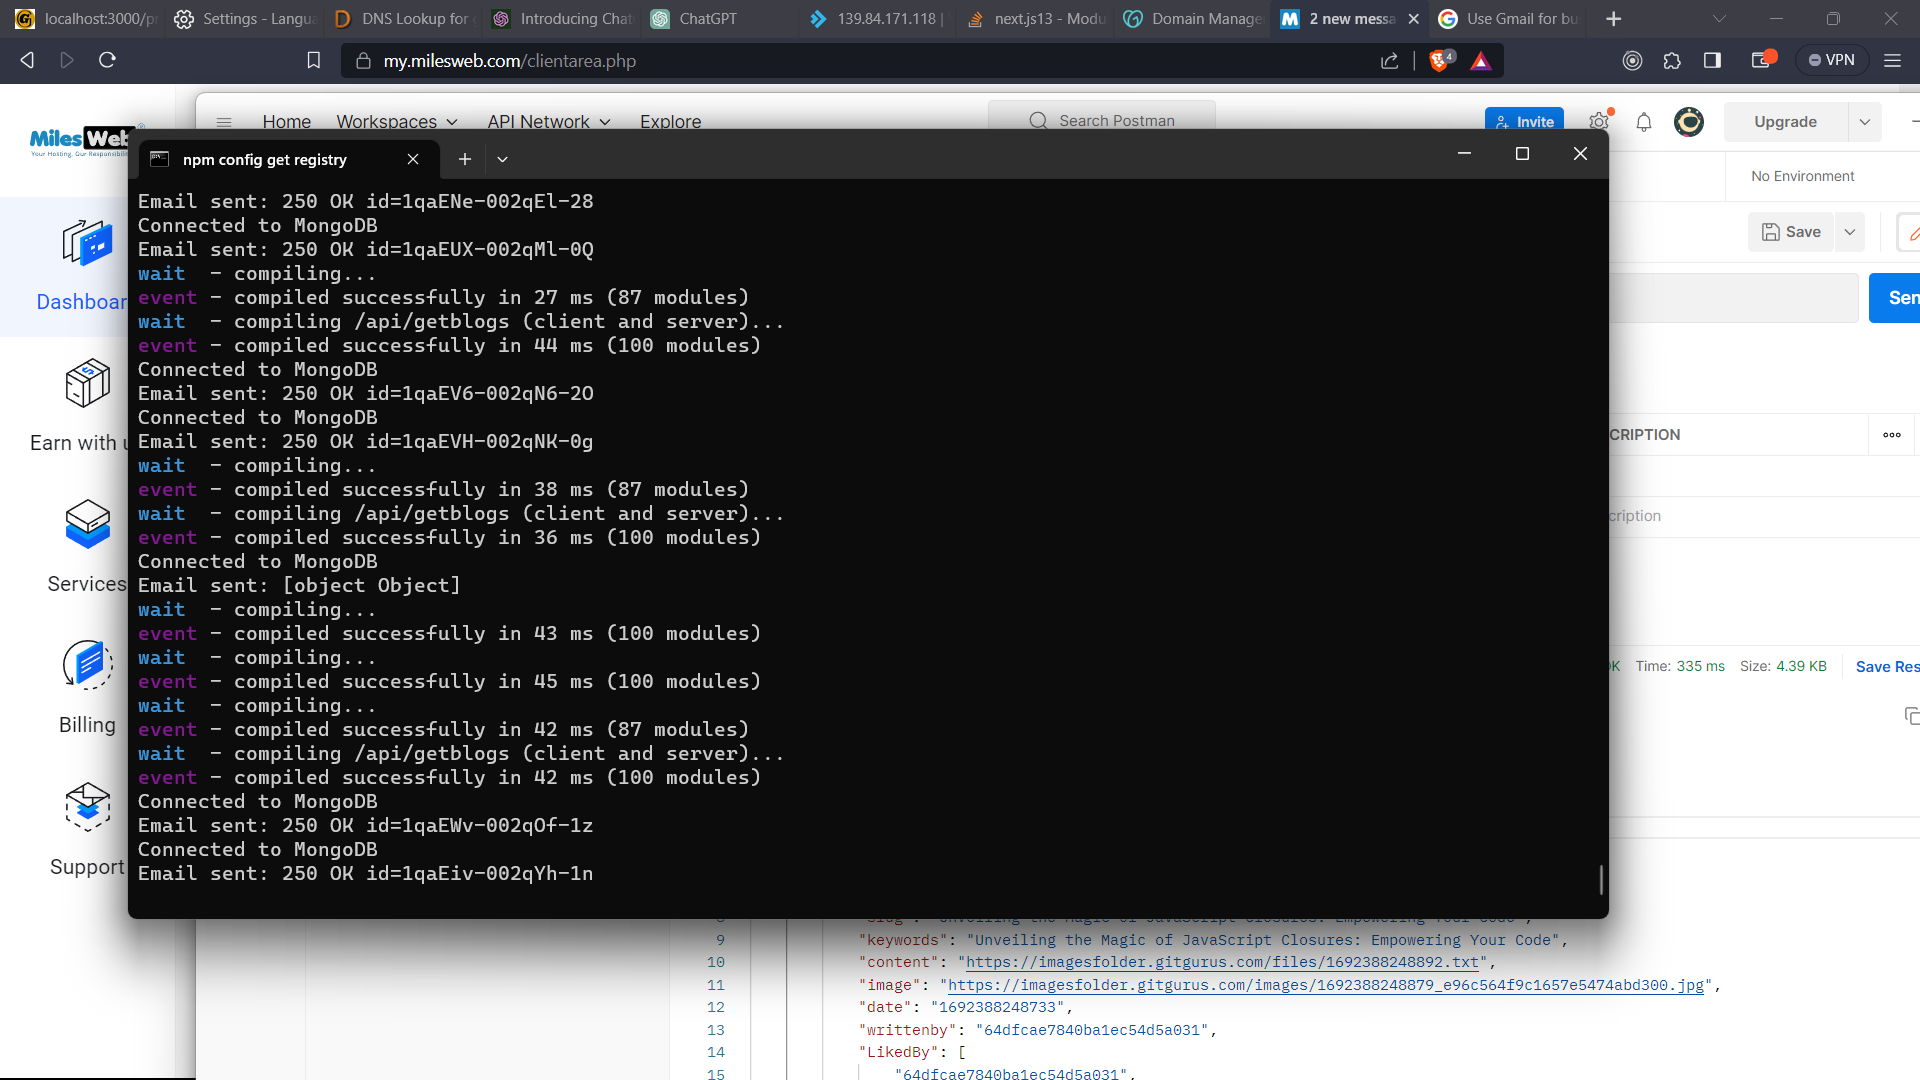 localhost:3000/pr
Settings - Langua
DNS Lookup for
Introducing Chat
ChatGPT
139.84.171.118 |
next.js13 - Modu
Domain Manage
2 new messa
Use Gmail for bu
my.milesweb.com/clientarea.php
4
VPN
MilesWeb
Your Hosting, Our Responsibili
Home
Workspaces
API Network
Explore
Search Postman
Invite
Upgrade
npm config get registry
No Environment
Save
Sen
Dashboar
Earn with u
Services
Billing
Support
Email sent: 250 OK id=1qaENe-002qEl-28
Connected to MongoDB
Email sent: 250 OK id=1qaEUX-002qMl-0Q
wait  - compiling...
event - compiled successfully in 27 ms (87 modules)
wait  - compiling /api/getblogs (client and server)...
event - compiled successfully in 44 ms (100 modules)
Connected to MongoDB
Email sent: 250 OK id=1qaEV6-002qN6-2O
Connected to MongoDB
Email sent: 250 OK id=1qaEVH-002qNK-0g
wait  - compiling...
event - compiled successfully in 38 ms (87 modules)
wait  - compiling /api/getblogs (client and server)...
event - compiled successfully in 36 ms (100 modules)
Connected to MongoDB
Email sent: [object Object]
wait  - compiling...
event - compiled successfully in 43 ms (100 modules)
wait  - compiling...
event - compiled successfully in 45 ms (100 modules)
wait  - compiling...
event - compiled successfully in 42 ms (87 modules)
wait  - compiling /api/getblogs (client and server)...
event - compiled successfully in 42 ms (100 modules)
Connected to MongoDB
Email sent: 250 OK id=1qaEWv-002qOf-1z
Connected to MongoDB
Email sent: 250 OK id=1qaEiv-002qYh-1n
CRIPTION
cription
OK Time: 335 ms Size: 4.39 KB Save Res
9 "keywords": "Unveiling the Magic of JavaScript Closures: Empowering Your Code",
10 "content": "https://imagesfolder.gitgurus.com/files/1692388248892.txt",
11 "image": "https://imagesfolder.gitgurus.com/images/1692388248879_e96c564f9c1657e5474abd300.jpg",
12 "date": "1692388248733",
13 "writtenby": "64dfcae7840ba1ec54d5a031",
14 "LikedBy": [
15 "64dfcae7840ba1ec54d5a031",